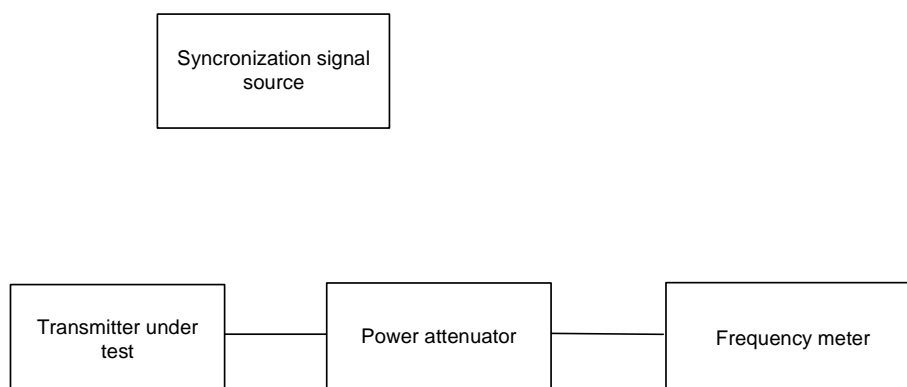 Syncronization signal
source
Transmitter under
test
Power attenuator
Frequency meter